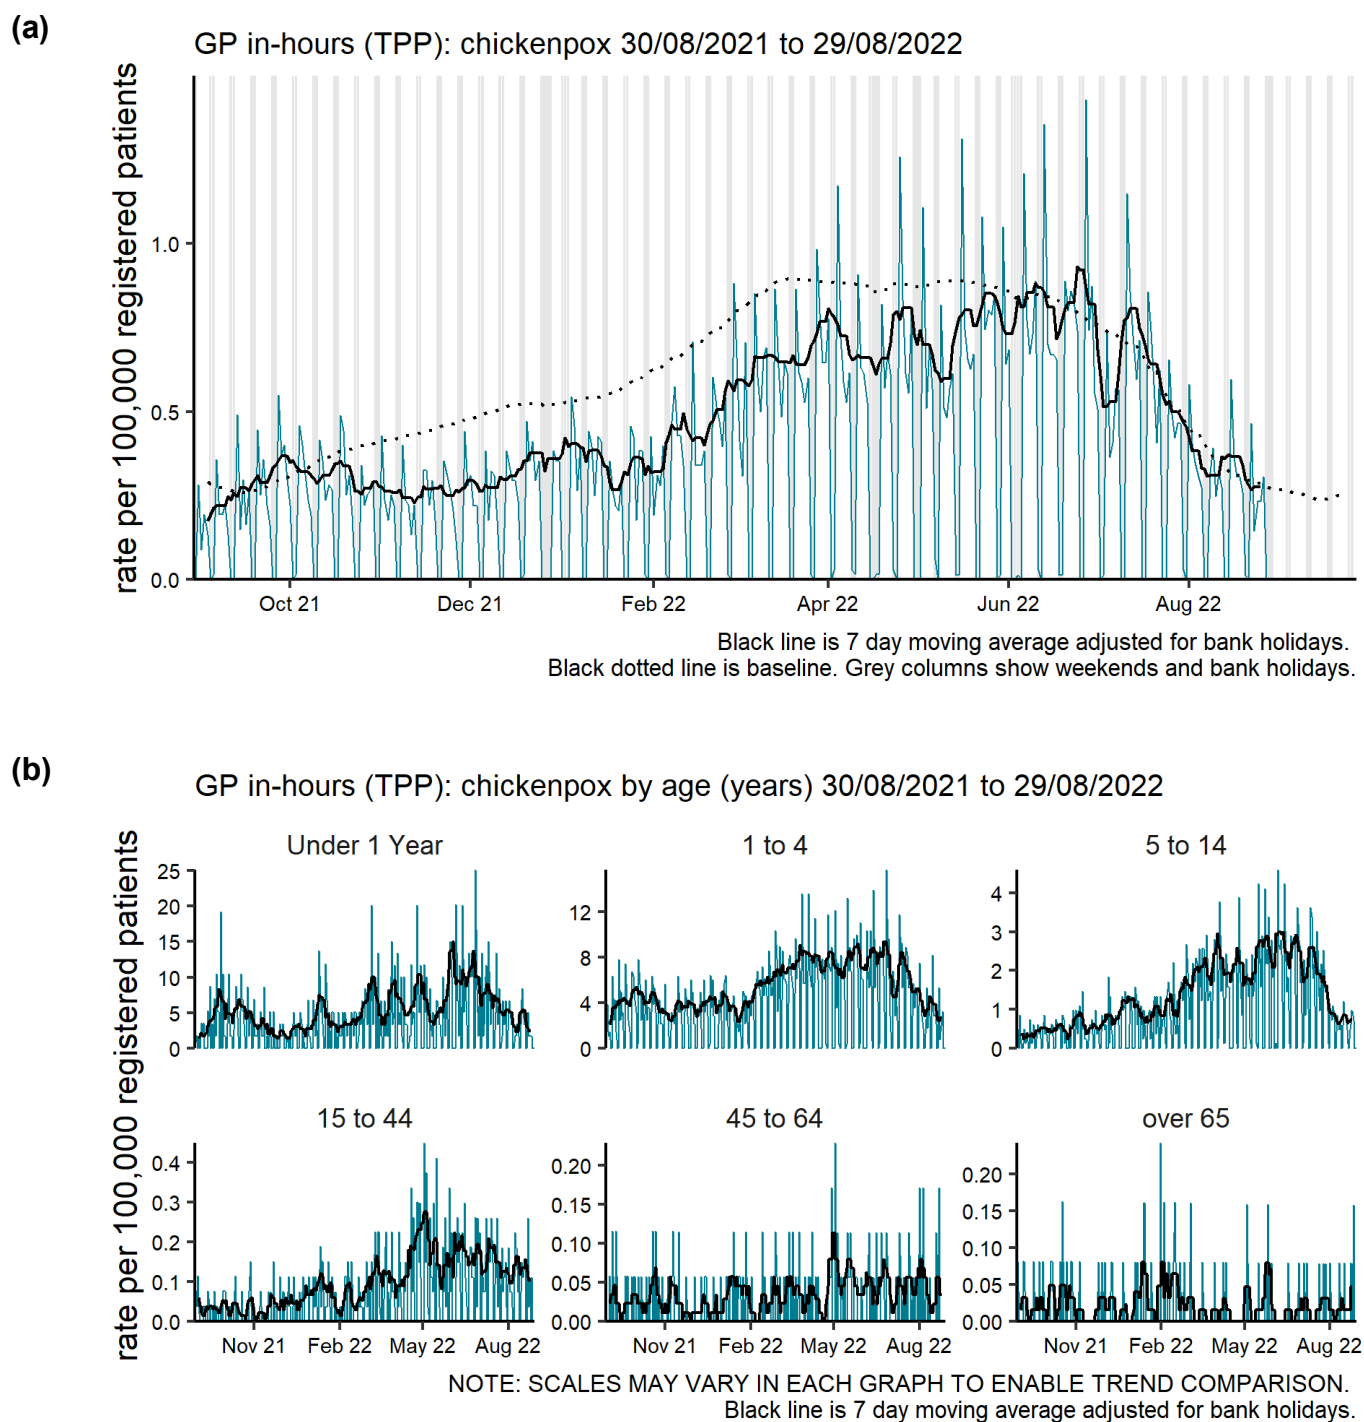 (a)
GP in-hours (TPP): chickenpox 30/08/2021 to 29/08/2022
rate per 100,000 registered patients
1.0
0.5
0.0
Oct 21 Dec 21 Feb 22 Apr 22 Jun 22 Aug 22
Black line is 7 day moving average adjusted for bank holidays.
Black dotted line is baseline. Grey columns show weekends and bank holidays.
(b)
GP in-hours (TPP): chickenpox by age (years) 30/08/2021 to 29/08/2022
rate per 100,000 registered patients
Under 1 Year
25
20
15
10
5
0
1 to 4
12
8
4
0
5 to 14
4
3
2
1
0
15 to 44
0.4
0.3
0.2
0.1
0.0
Nov 21 Feb 22 May 22 Aug 22
45 to 64
0.20
0.15
0.10
0.05
0.00
Nov 21 Feb 22 May 22 Aug 22
over 65
0.20
0.15
0.10
0.05
0.00
Nov 21 Feb 22 May 22 Aug 22
NOTE: SCALES MAY VARY IN EACH GRAPH TO ENABLE TREND COMPARISON.
Black line is 7 day moving average adjusted for bank holidays.